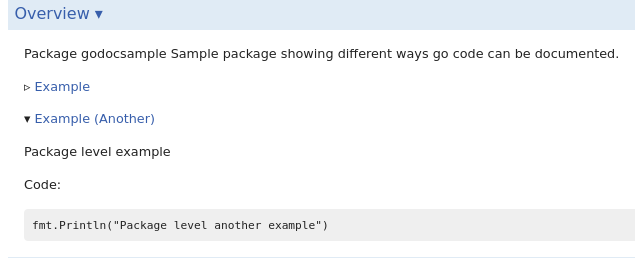 Overview ▾
Package godocsample Sample package showing different ways go code can be documented.
▹ Example
▾ Example (Another)
Package level example
Code:
fmt.Println("Package level another example")